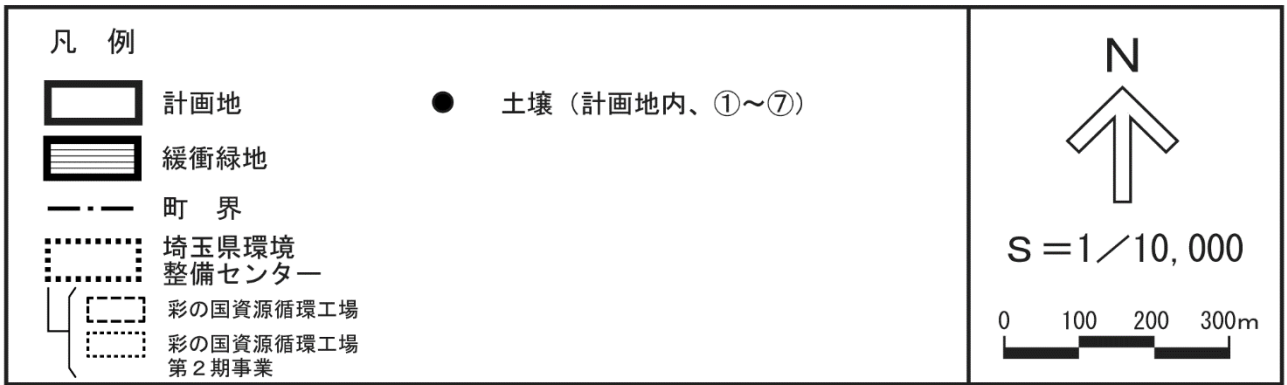 凡 例
計画地
● 土壌（計画地内、①～⑦）
緩衝緑地
町 界
埼玉県環境
整備センター
彩の国資源循環工場
彩の国資源循環工場
第２期事業
N
S＝1／10,000
0 100 200 300m